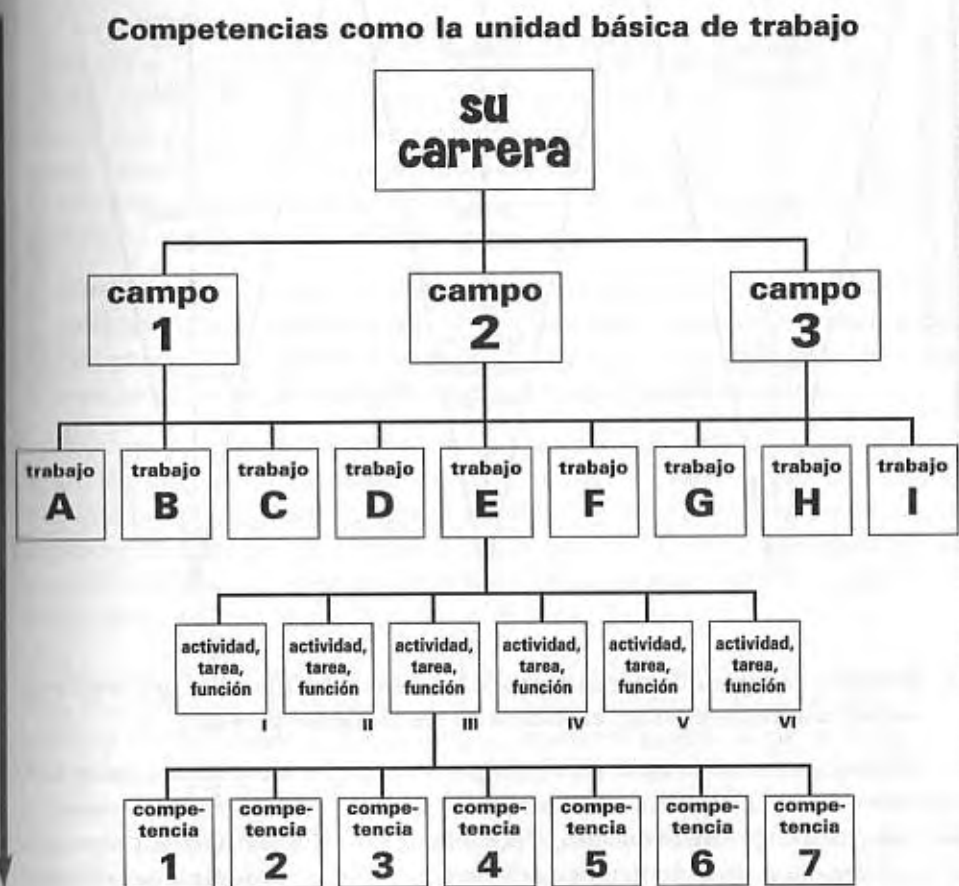 Competencias como la unidad básica de trabajo
su
carrera
campo
1
campo
2
campo
3
trabajo
A
trabajo
B
trabajo
C
trabajo
D
trabajo
E
trabajo
F
trabajo
G
trabajo
H
trabajo
I
actividad,
tarea,
función
I
actividad,
tarea,
función
II
actividad,
tarea,
función
III
actividad,
tarea,
función
IV
actividad,
tarea,
función
V
actividad,
tarea,
función
VI
compe-
tencia
1
compe-
tencia
2
compe-
tencia
3
compe-
tencia
4
compe-
tencia
5
compe-
tencia
6
compe-
tencia
7